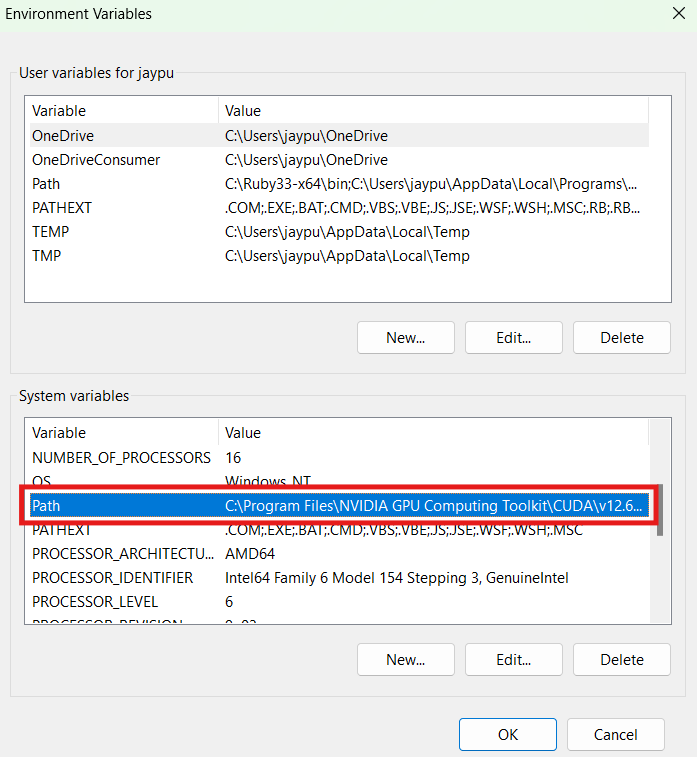 Environment Variables
User variables for jaypu
Variable Value
OneDrive C:\Users\jaypu\OneDrive
OneDriveConsumer C:\Users\jaypu\OneDrive
Path C:\Ruby33-x64\bin;C:\Users\jaypu\AppData\Local\Programs\...
PATHEXT .COM;.EXE;.BAT;.CMD;.VBS;.VBE;.JS;.JSE;.WSF;.WSH;.MSC;.RB;.RB...
TEMP C:\Users\jaypu\AppData\Local\Temp
TMP C:\Users\jaypu\AppData\Local\Temp
New... Edit... Delete
System variables
Variable Value
NUMBER_OF_PROCESSORS 16
OS Windows_NT
Path C:\Program Files\NVIDIA GPU Computing Toolkit\CUDA\v12.6...
PATHEXT .COM;.EXE;.BAT;.CMD;.VBS;.VBE;.JS;.JSE;.WSF;.WSH;.MSC
PROCESSOR_ARCHITECTU... AMD64
PROCESSOR_IDENTIFIER Intel64 Family 6 Model 154 Stepping 3, GenuineIntel
PROCESSOR_LEVEL 6
PROCESSOR_REVISION
New... Edit... Delete
OK Cancel